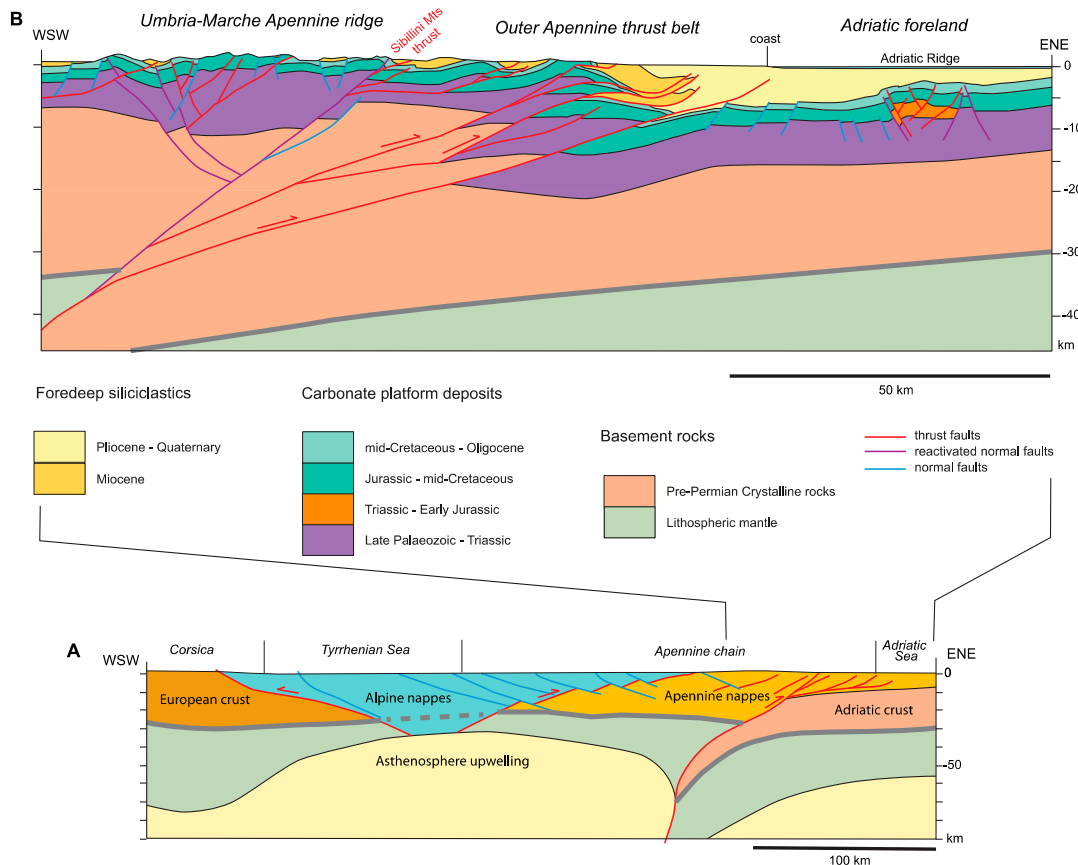 B
Umbria-Marche Apennine ridge
Outer Apennine thrust belt
Adriatic foreland
WSW
Sibillini Mts
thrust
coast
ENE
Adriatic Ridge
0
-10
-20
-30
-40
km
50 km
Foredeep siliciclastics
Pliocene - Quaternary
Miocene
Carbonate platform deposits
mid-Cretaceous - Oligocene
Jurassic - mid-Cretaceous
Triassic - Early Jurassic
Late Palaeozoic - Triassic
Basement rocks
Pre-Permian Crystalline rocks
Lithospheric mantle
thrust faults
reactivated normal faults
normal faults
A
WSW
Corsica
Tyrrhenian Sea
Apennine chain
Adriatic
Sea
ENE
European crust
Alpine nappes
Apennine nappes
Adriatic crust
Asthenosphere upwelling
0
-50
km
100 km